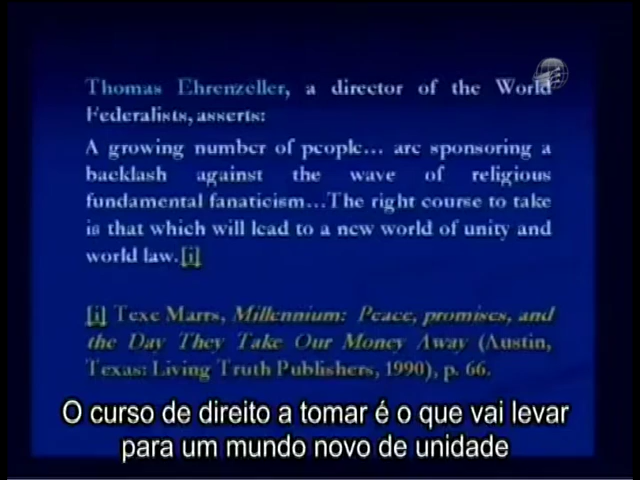 Thomas Ehrenzeller, a director of the World
Federalists, asserts:
A growing number of people... are sponsoring a
backlash against the wave of religious
fundamental fanaticism...The right course to take
is that which will lead to a new world of unity and
world law.[i]
[i] Texe Marrs, Millennium: Peace, promises, and
the Day They Take Our Money Away (Austin,
Texas: Living Truth Publishers, 1990), p. 66.
O curso de direito a tomar é o que vai levar
para um mundo novo de unidade